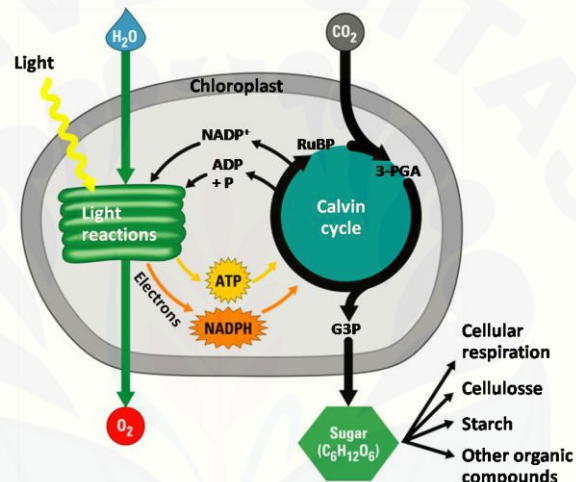 H₂O
CO₂
Light
Chloroplast
NADP⁺
RuBP
ADP
+ P
3-PGA
Light
reactions
Calvin
cycle
ATP
Electrons
NADPH
G3P
O₂
Sugar
(C₆H₁₂O₆)
Cellular
respiration
Cellulosse
Starch
Other organic
compounds